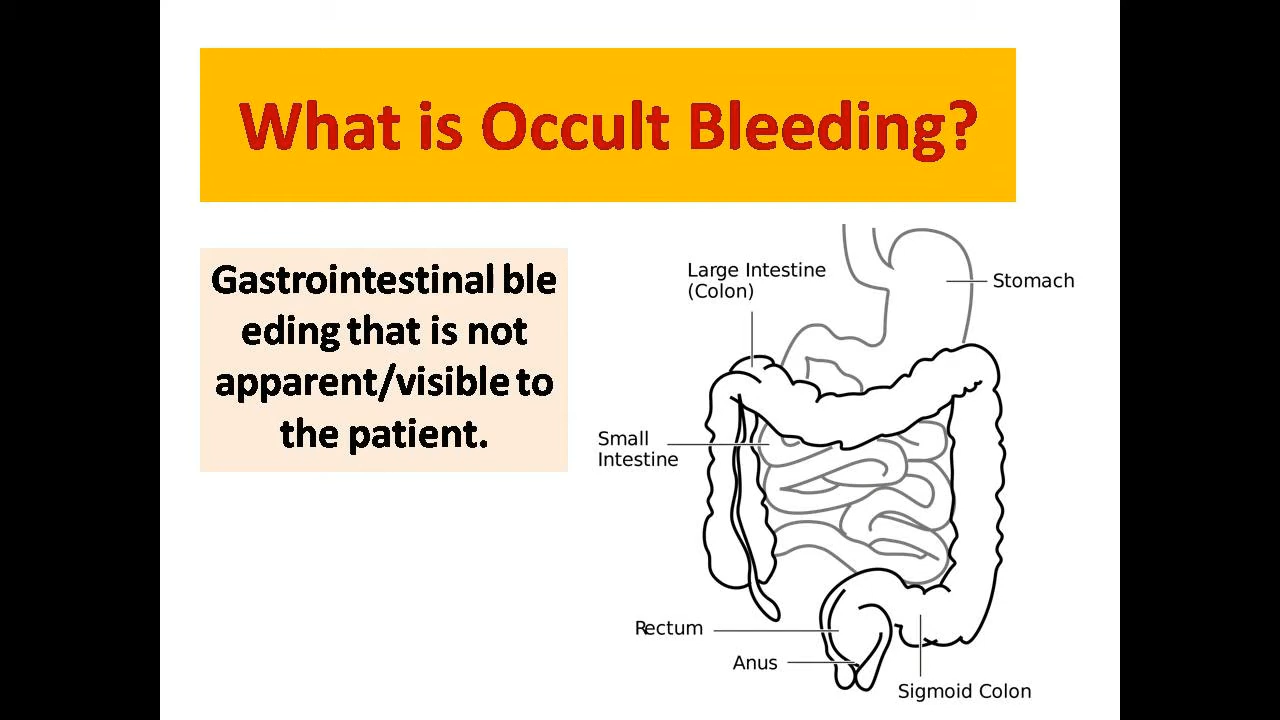 What is Occult Bleeding?
Gastrointestinal ble
eding that is not
apparent/visible to
the patient.
Large Intestine
(Colon)
Stomach
Small
Intestine
Rectum
Anus
Sigmoid Colon